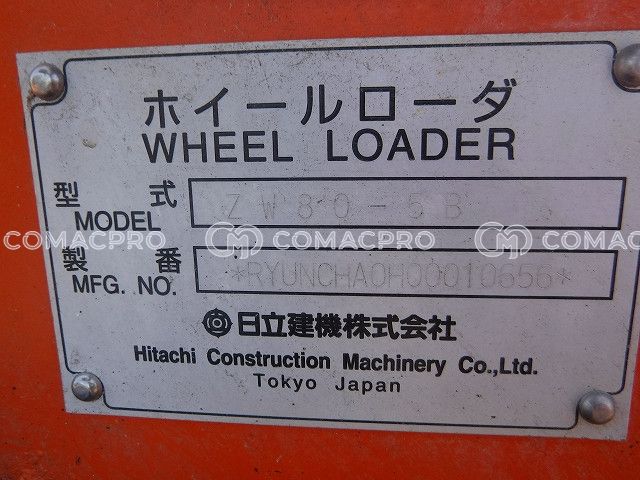 ホイールローダ
WHEEL LOADER
型式 ZW80-5B
MODEL
COMACPRO COMACPRO COMACPRO
製番 *RYUNCHA0H00010656*
MFG. NO.
日立建機株式会社
Hitachi Construction Machinery Co.,Ltd.
Tokyo Japan